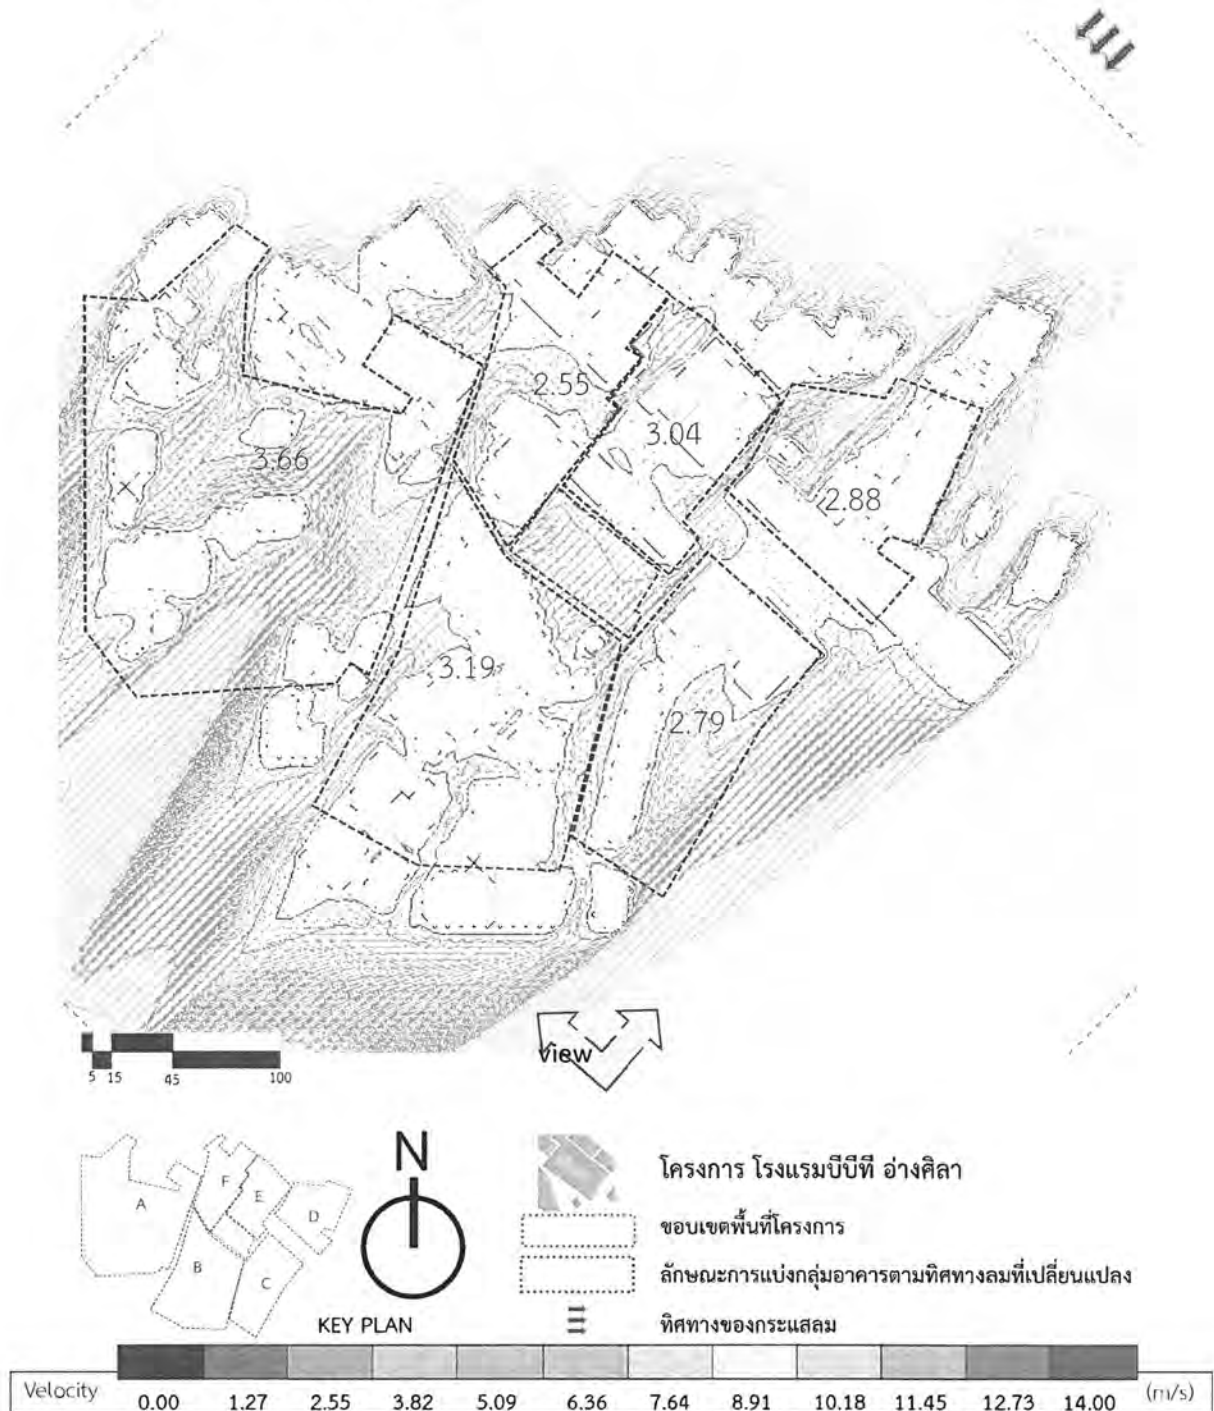 2.55
3.04
3.66
2.88
3.19
2.79
view
5 15 45 100
N
A
F
E
D
B
C
KEY PLAN
โครงการ โรงแรมบีบีที อ่างศิลา
ขอบเขตพื้นที่โครงการ
ลักษณะการแบ่งกลุ่มอาคารตามทิศทางลมที่เปลี่ยนแปลง
ทิศทางของกระแสลม
Velocity 0.00 1.27 2.55 3.82 5.09 6.36 7.64 8.91 10.18 11.45 12.73 14.00 (m/s)